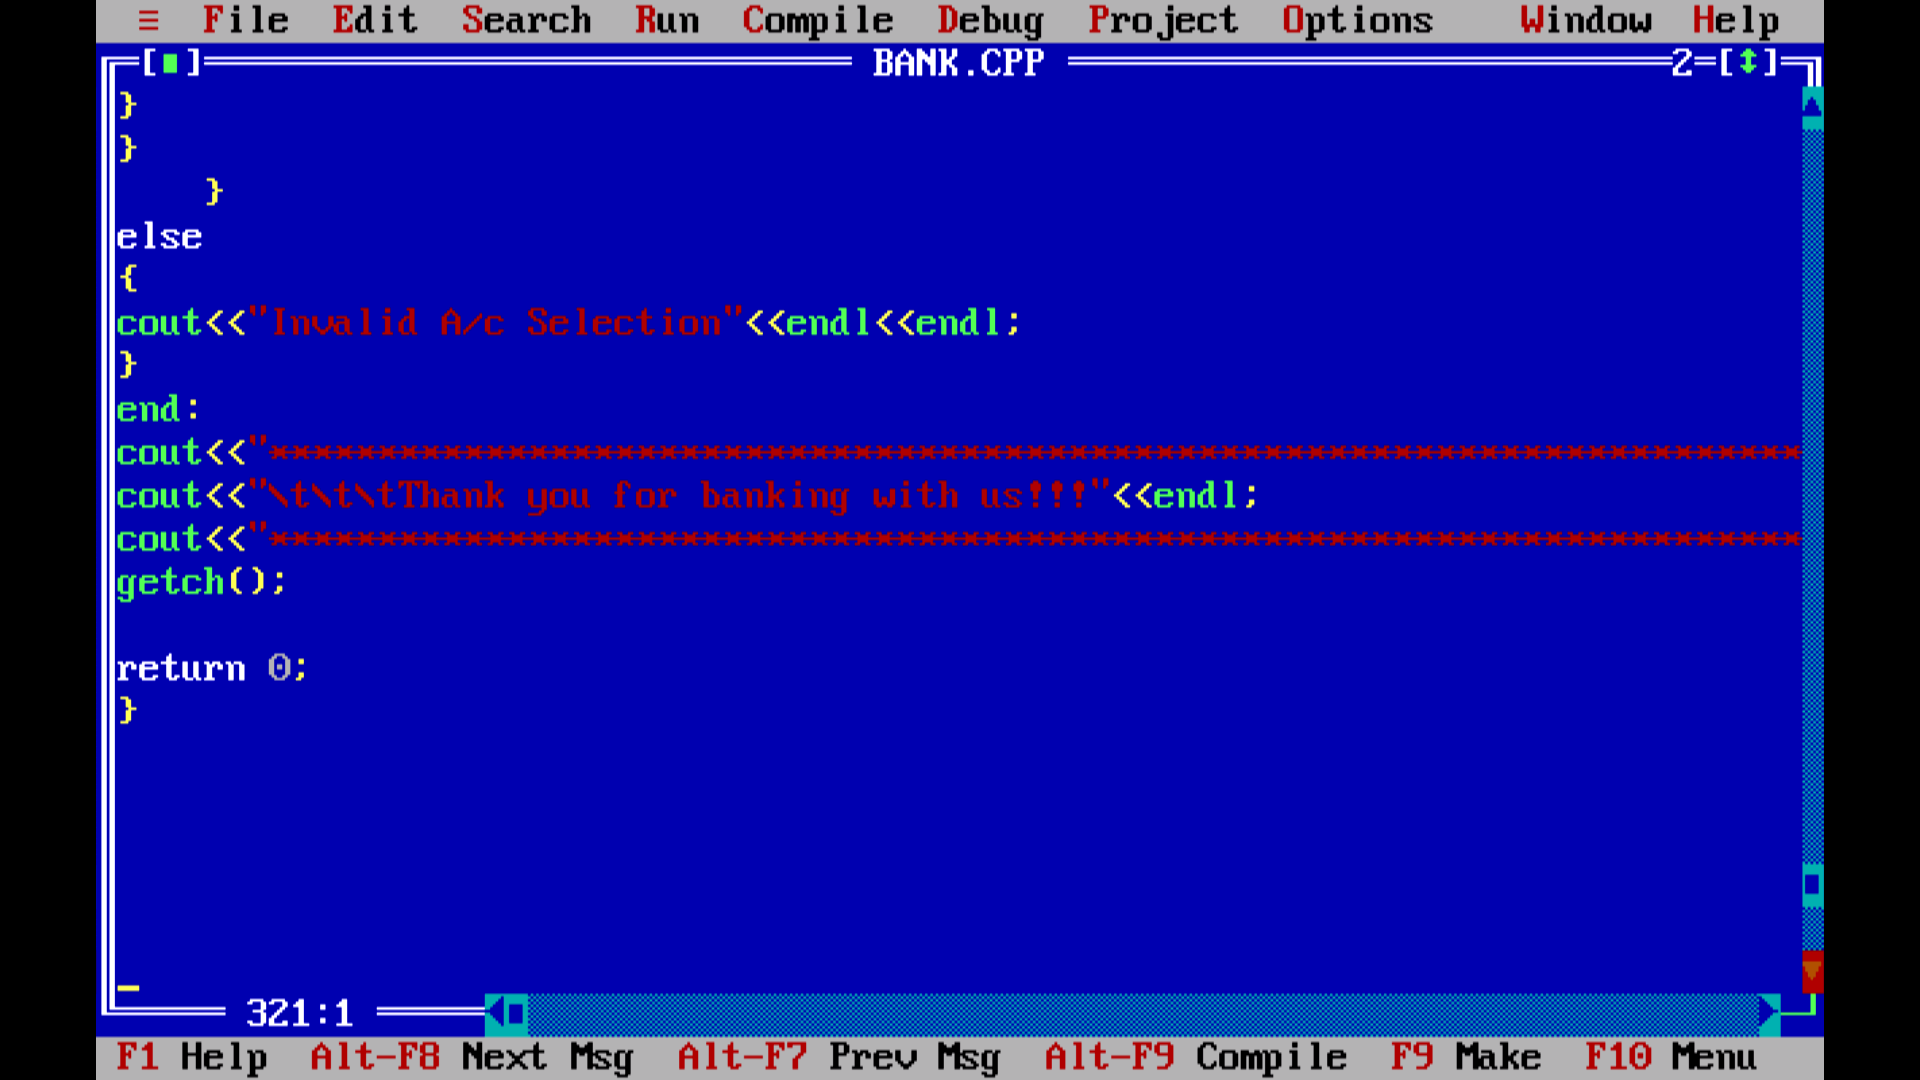 ≡ File Edit Search Run Compile Debug Project Options Window Help
[■] BANK.CPP 2=[↕]
}
}
    }
else
{
cout<<"Invalid A/c Selection"<<endl<<endl;
}
end:
cout<<"***********************************************************************
cout<<"\t\t\tThank you for banking with us!!!"<<endl;
cout<<"***********************************************************************
getch();
return 0;
}
321:1
F1 Help Alt-F8 Next Msg Alt-F7 Prev Msg Alt-F9 Compile F9 Make F10 Menu